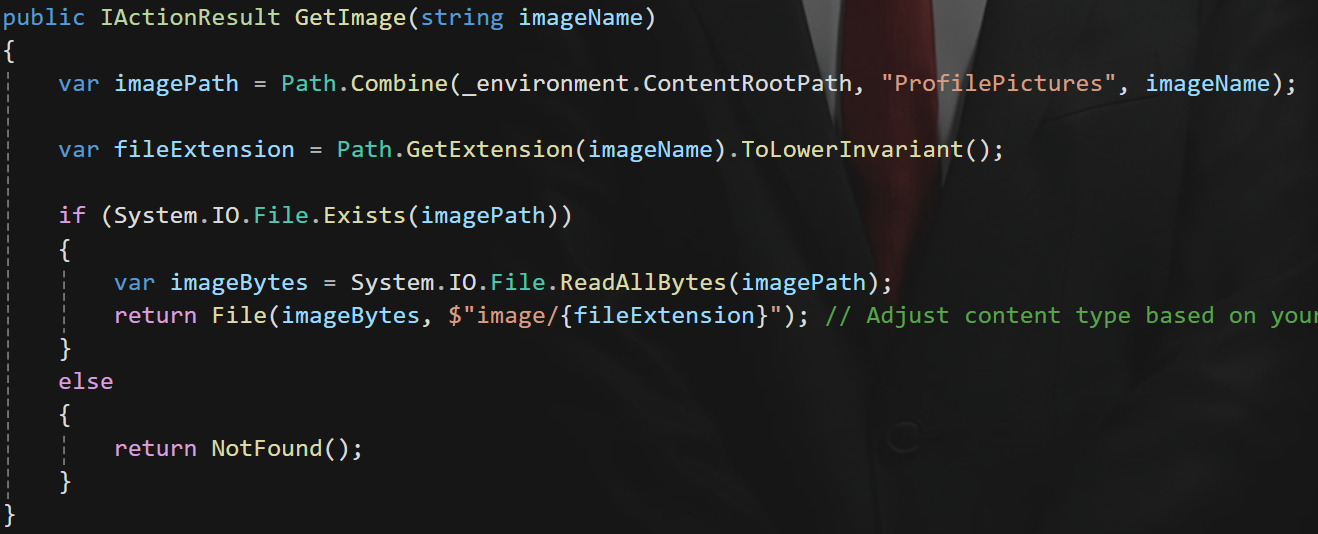 public IActionResult GetImage(string imageName)
{
    var imagePath = Path.Combine(_environment.ContentRootPath, "ProfilePictures", imageName);

    var fileExtension = Path.GetExtension(imageName).ToLowerInvariant();

    if (System.IO.File.Exists(imagePath))
    {
        var imageBytes = System.IO.File.ReadAllBytes(imagePath);
        return File(imageBytes, $"image/{fileExtension}"); // Adjust content type based on your
    }
    else
    {
        return NotFound();
    }
}